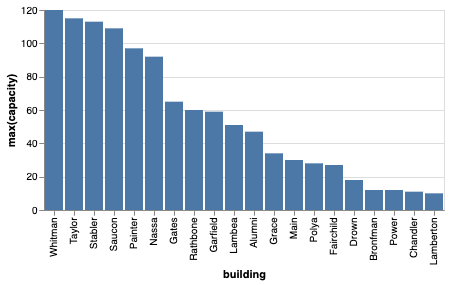 120
100
80
60
40
20
0
max(capacity)
Whitman
Taylor
Stabler
Saucon
Painter
Nassa
Gates
Rathbone
Garfield
Lambea
Alumni
Grace
Main
Polya
Fairchild
Drown
Bronfman
Power
Chandler
Lamberton
building